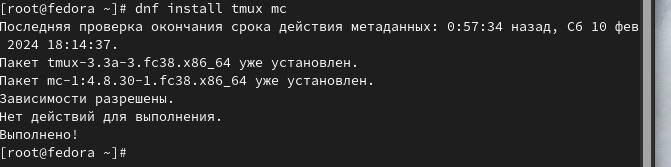 [root@fedora ~]# dnf install tmux mc
Последняя проверка окончания срока действия метаданных: 0:57:34 назад, Сб 10 фев
 2024 18:14:37.
Пакет tmux-3.3a-3.fc38.x86_64 уже установлен.
Пакет mc-1:4.8.30-1.fc38.x86_64 уже установлен.
Зависимости разрешены.
Нет действий для выполнения.
Выполнено!
[root@fedora ~]#